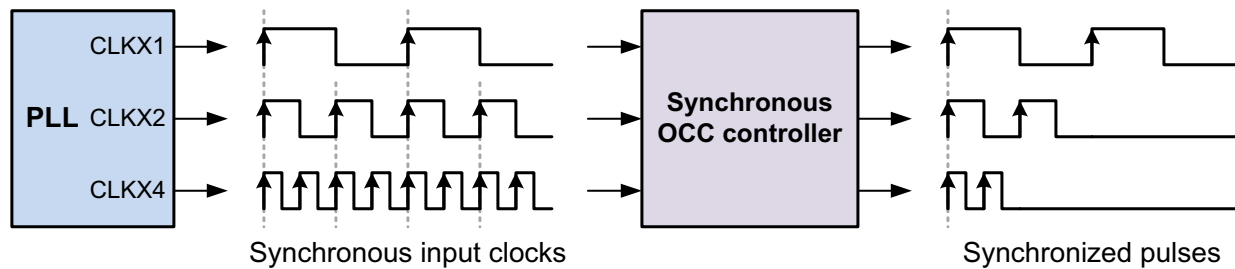 CLKX1
PLL CLKX2
CLKX4
Synchronous
OCC controller
Synchronous input clocks
Synchronized pulses